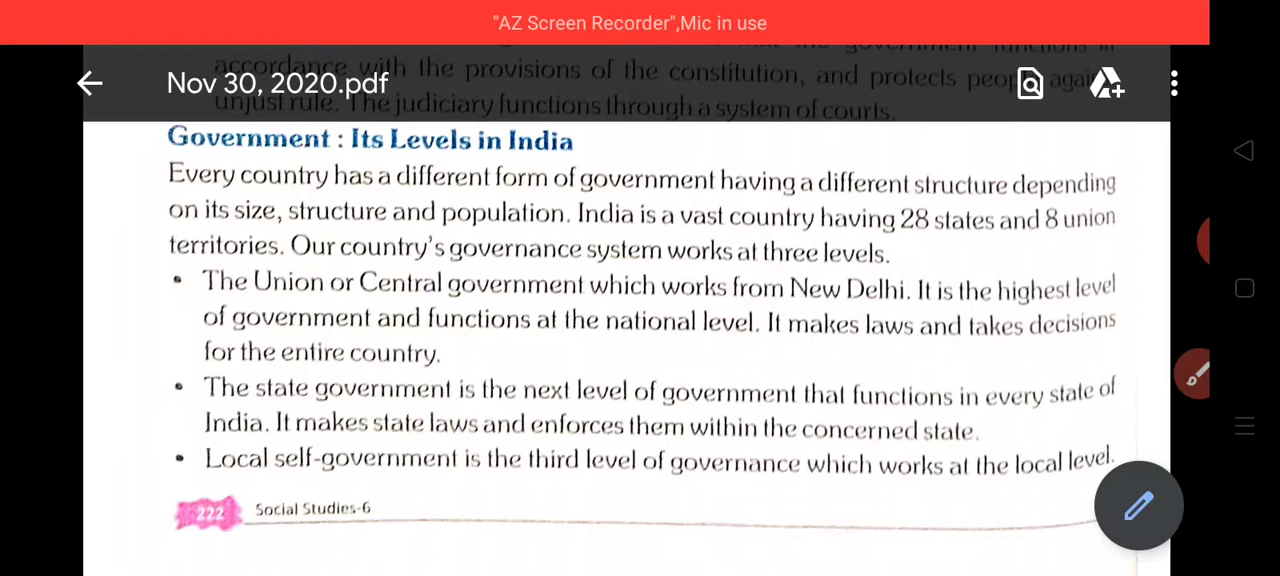 "AZ Screen Recorder",Mic in use
government functions in
accordance with the provisions of the constitution, and protects people
Nov 30, 2020.pdf
unjust rule. The judiciary functions through a system of courts.
Government : Its Levels in India
Every country has a different form of government having a different structure depending
on its size, structure and population. India is a vast country having 28 states and 8 union
territories. Our country's governance system works at three levels.
• The Union or Central government which works from New Delhi. It is the highest level
of government and functions at the national level. It makes laws and takes decisions
for the entire country.
• The state government is the next level of government that functions in every state of
India. It makes state laws and enforces them within the concerned state.
• Local self-government is the third level of governance which works at the local level.
222 Social Studies-6